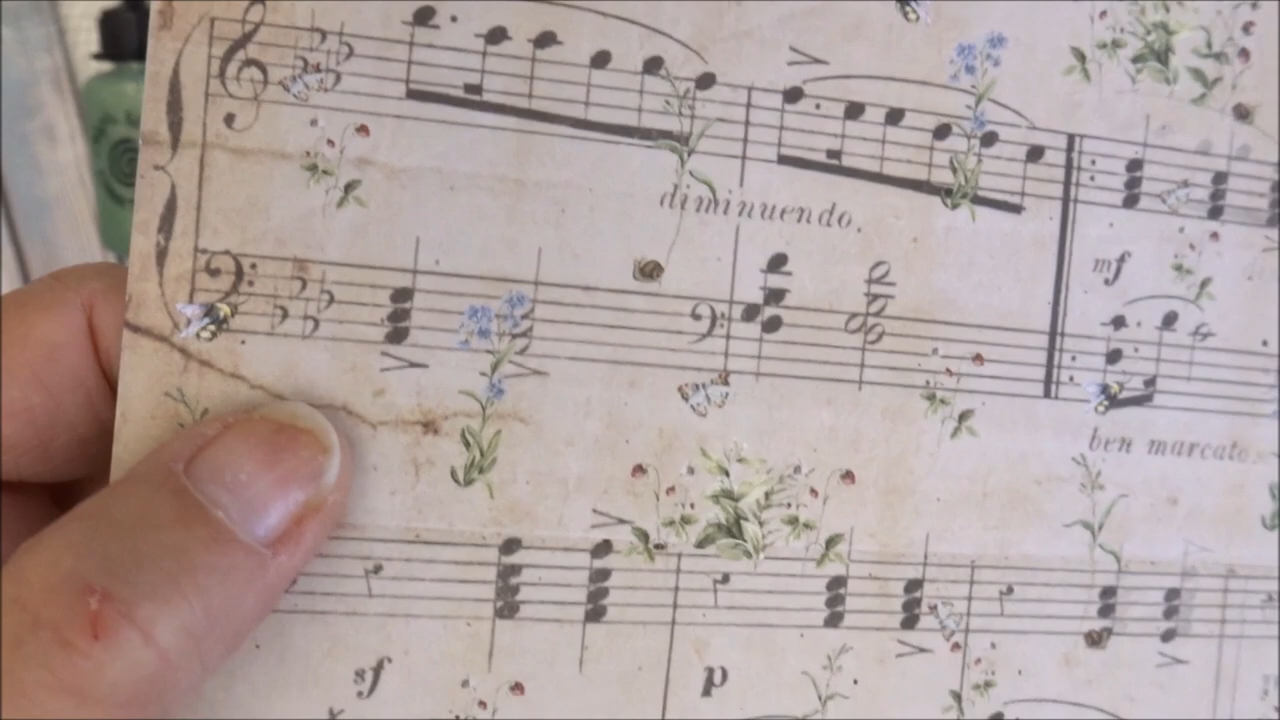 diminuendo.
mf
ben marcato.
sf
p